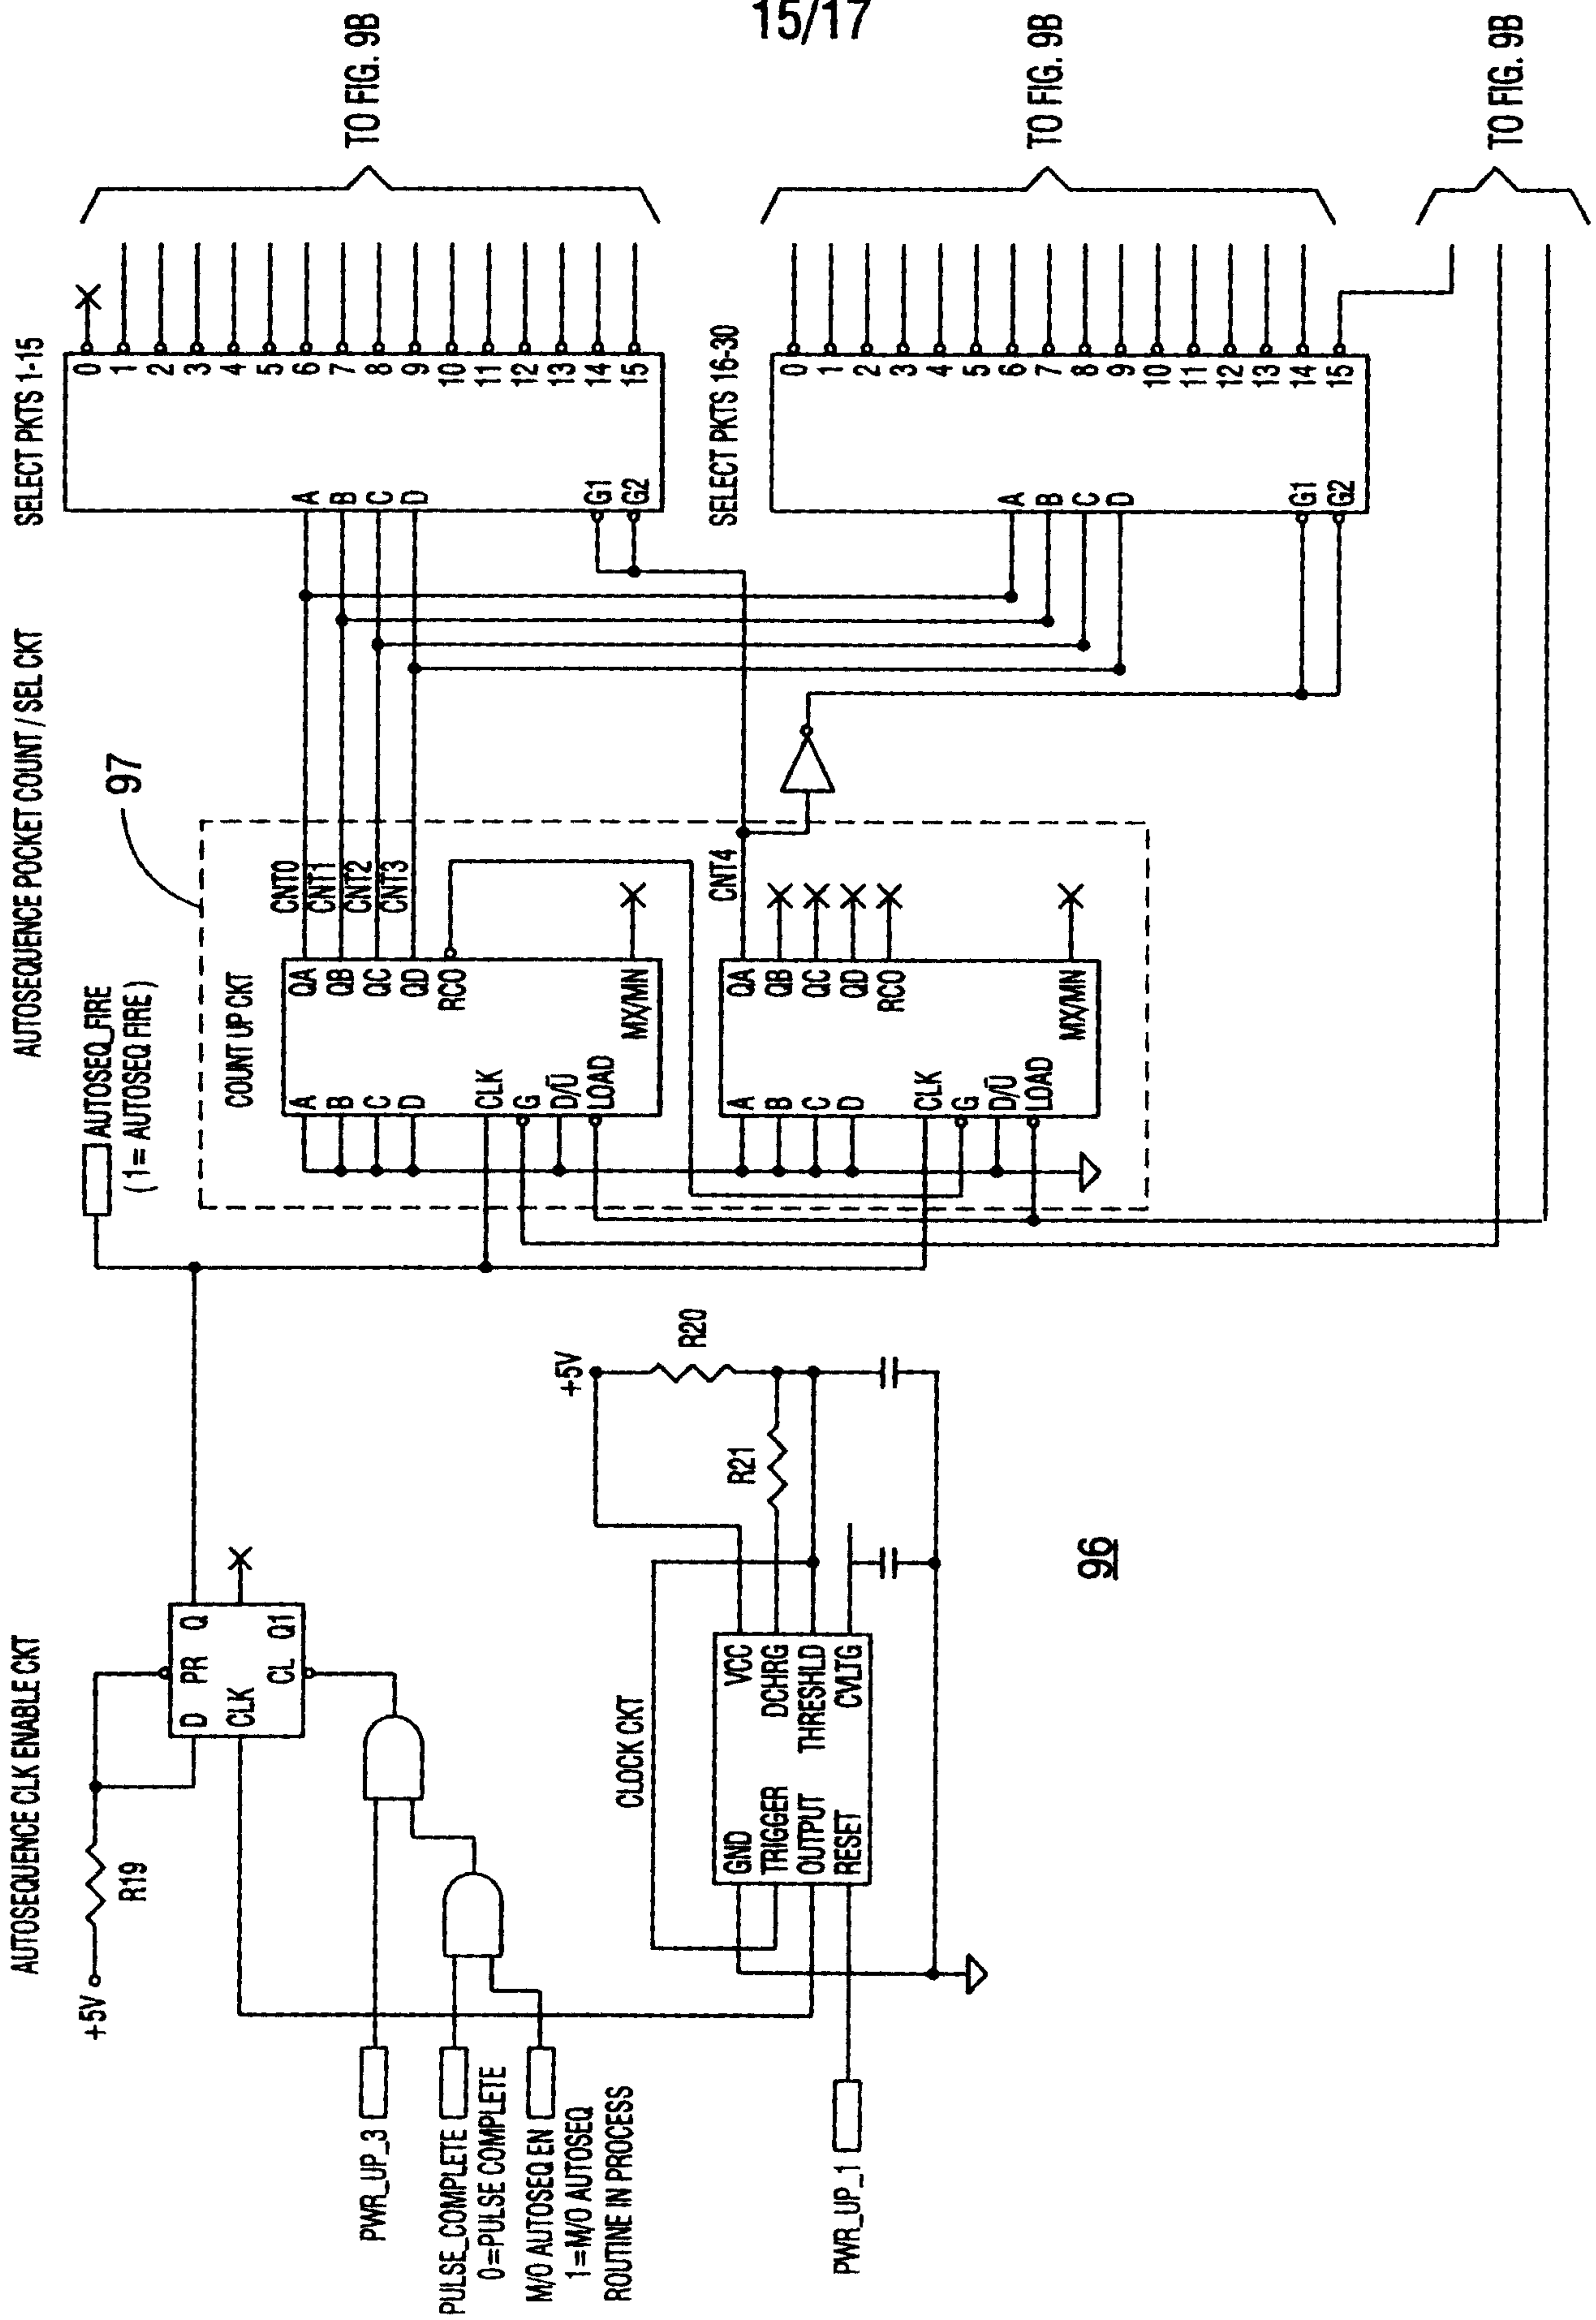 15/17
AUTOSEQUENCE CLK ENABLE CKT
+5V
R19
D PR Q
CLK
CL Q1
PWR_UP_3
PULSE_COMPLETE
0=PULSE COMPLETE
M/O AUTOSEQ EN
1=M/O AUTOSEQ
ROUTINE IN PROCESS
PWR_UP_1
CLOCK CKT
GND
TRIGGER
OUTPUT
RESET
VCC
DCHRG
THRESHLD
CVLTG
+5V
R20
R21
96
AUTOSEQUENCE POCKET COUNT / SEL CKT
AUTOSEQ_FIRE
(1= AUTOSEQ FIRE)
97
COUNT UP CKT
A
B
C
D
CLK
G
D/U̅
LOAD
QA
QB
QC
QD
RCO
MX/MN
CNT0
CNT1
CNT2
CNT3
A
B
C
D
CLK
G
D/U̅
LOAD
QA
QB
QC
QD
RCO
MX/MN
CNT4
SELECT PKTS 1-15
A
B
C
D
G1
G2
0
1
2
3
4
5
6
7
8
9
10
11
12
13
14
15
TO FIG. 9B
SELECT PKTS 16-30
A
B
C
D
G1
G2
0
1
2
3
4
5
6
7
8
9
10
11
12
13
14
15
TO FIG. 9B
TO FIG. 9B